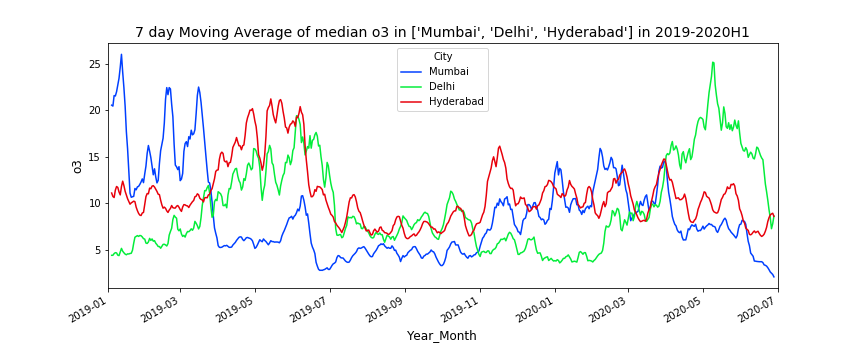 7 day Moving Average of median o3 in ['Mumbai', 'Delhi', 'Hyderabad'] in 2019-2020H1
City
Mumbai
Delhi
Hyderabad
o3
25
20
15
10
5
2019-01
2019-03
2019-05
2019-07
2019-09
2019-11
2020-01
2020-03
2020-05
2020-07
Year_Month